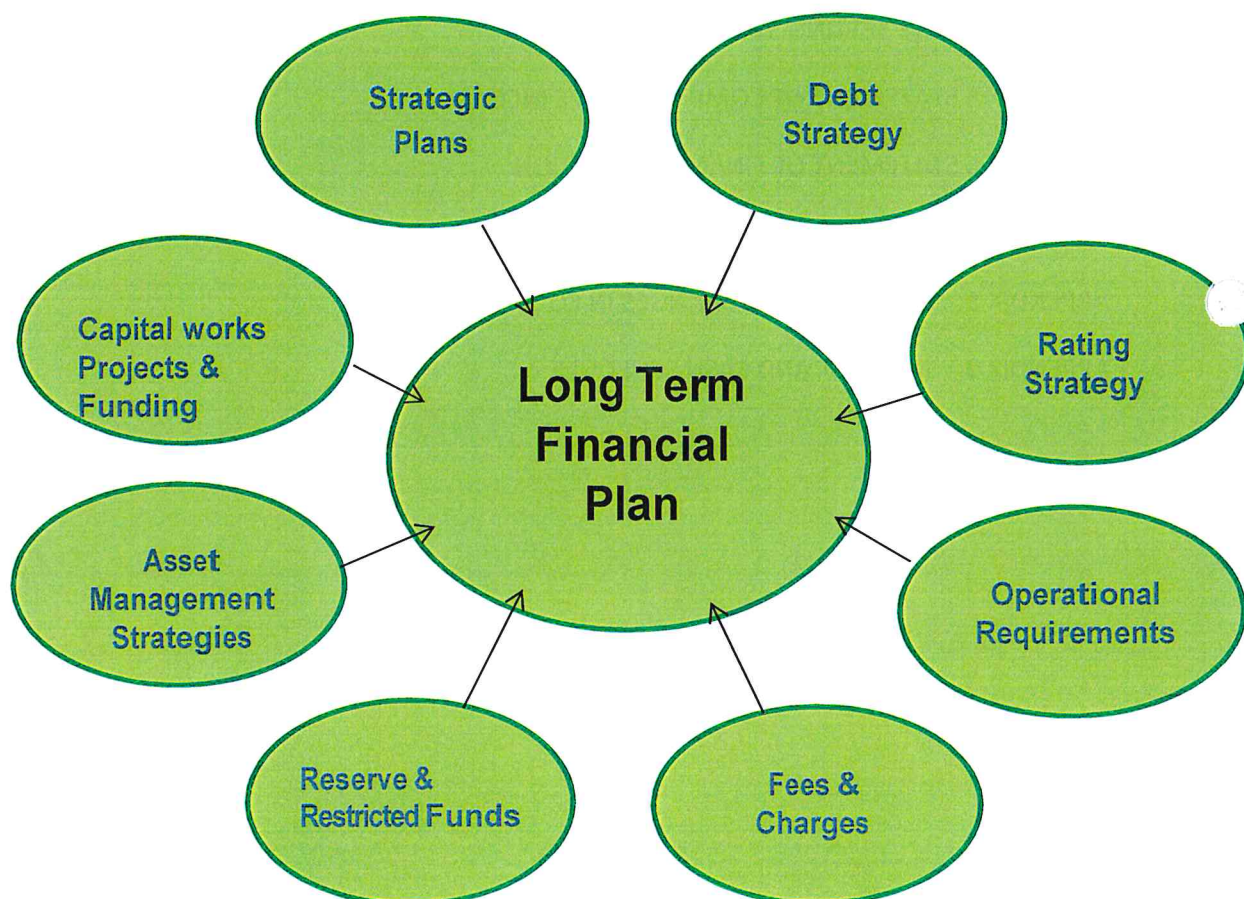 Strategic
Plans
Debt
Strategy
Capital works
Projects &
Funding
Long Term
Financial
Plan
Rating
Strategy
Asset
Management
Strategies
Operational
Requirements
Reserve &
Restricted Funds
Fees &
Charges